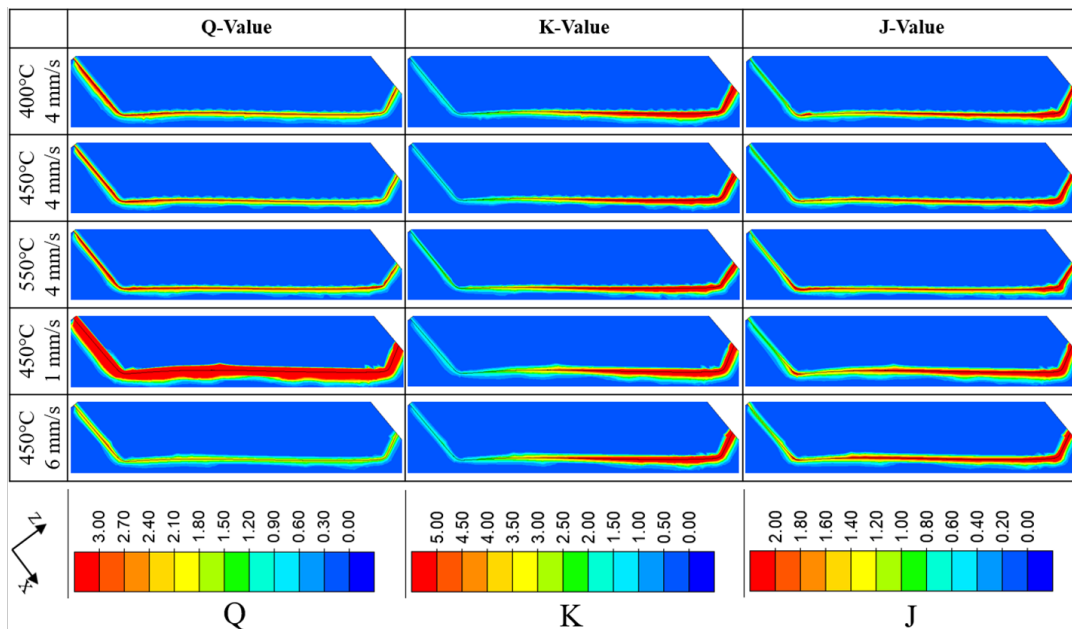 Q-Value K-Value J-Value
400°C
4 mm/s
450°C
4 mm/s
550°C
4 mm/s
450°C
1 mm/s
450°C
6 mm/s
Z
X
3.00 2.70 2.40 2.10 1.80 1.50 1.20 0.90 0.60 0.30 0.00
5.00 4.50 4.00 3.50 3.00 2.50 2.00 1.50 1.00 0.50 0.00
2.00 1.80 1.60 1.40 1.20 1.00 0.80 0.60 0.40 0.20 0.00
Q K J